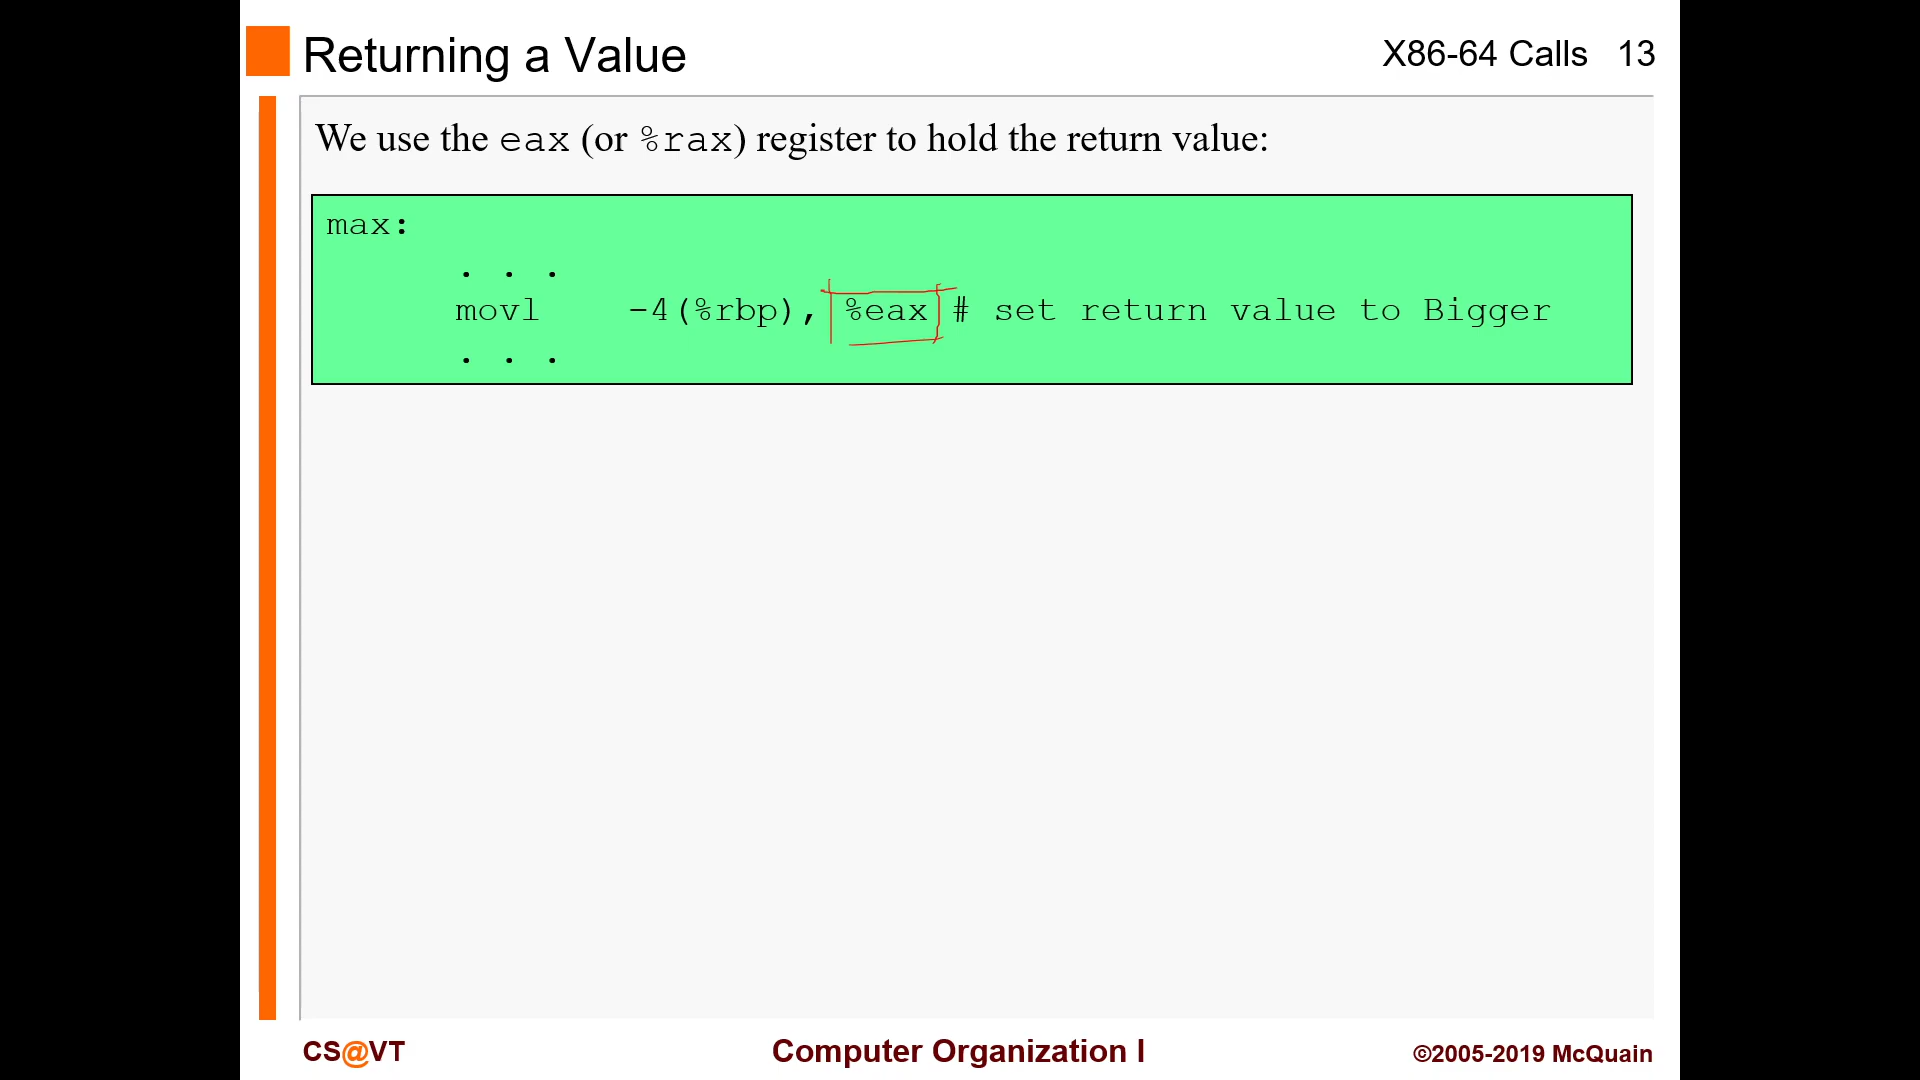 Returning a Value
X86-64 Calls 13
We use the eax (or %rax) register to hold the return value:
max:
. . .
movl -4(%rbp), %eax # set return value to Bigger
. . .
CS@VT
Computer Organization I
©2005-2019 McQuain